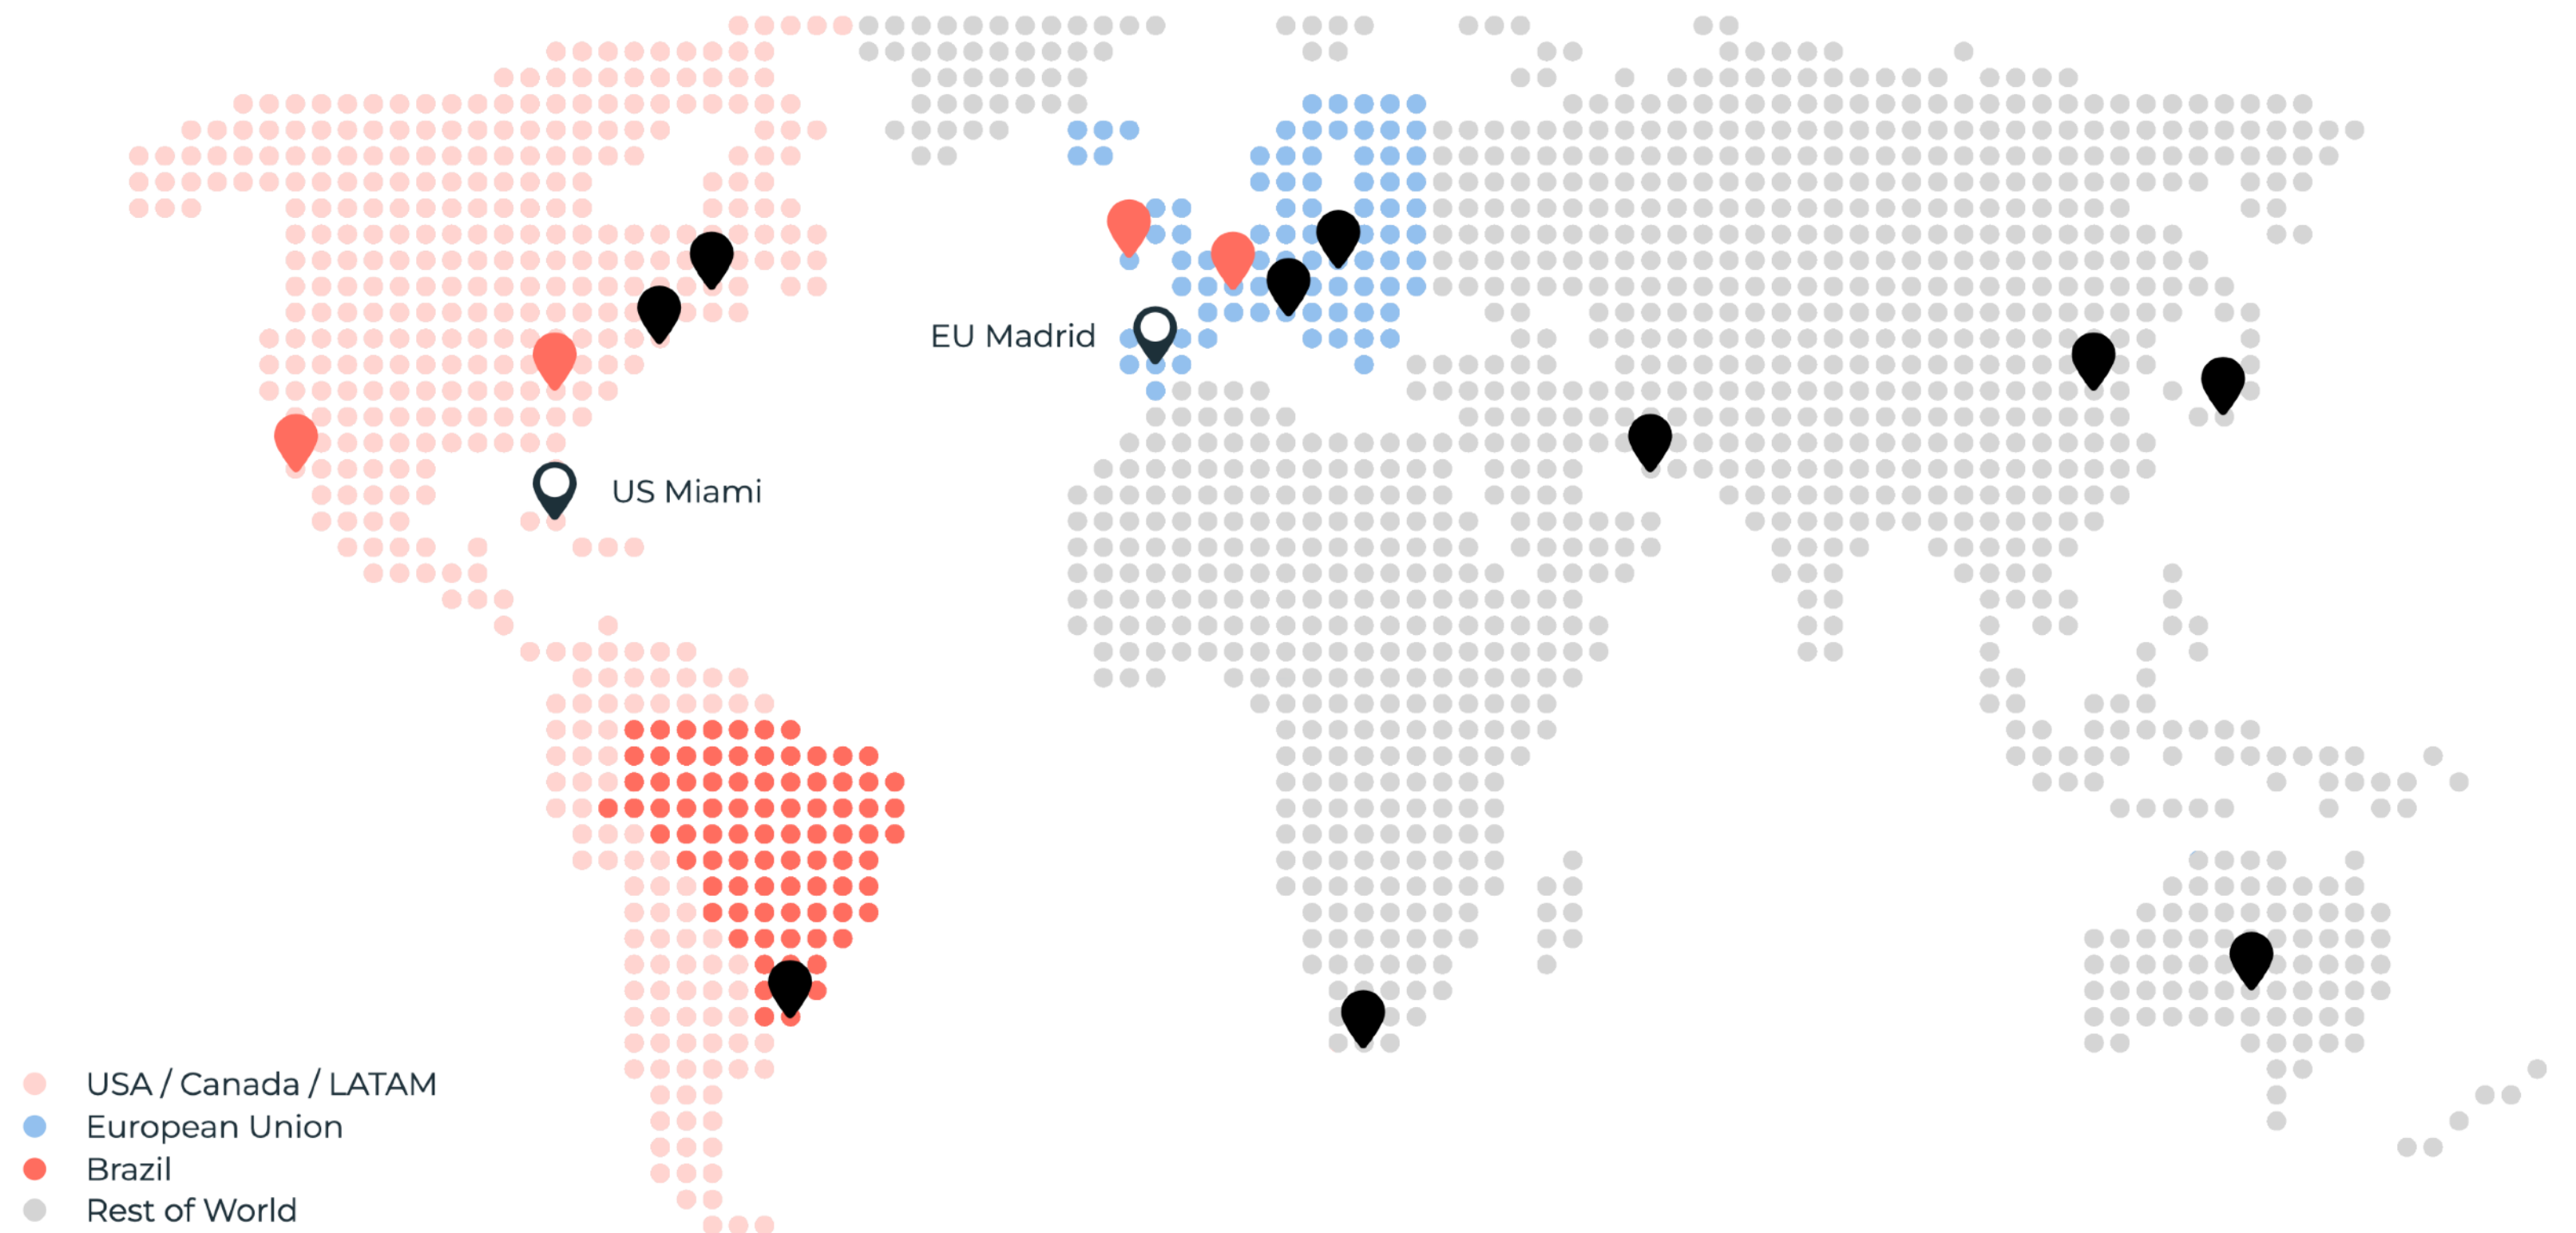 EU Madrid
US Miami
USA / Canada / LATAM
European Union
Brazil
Rest of World